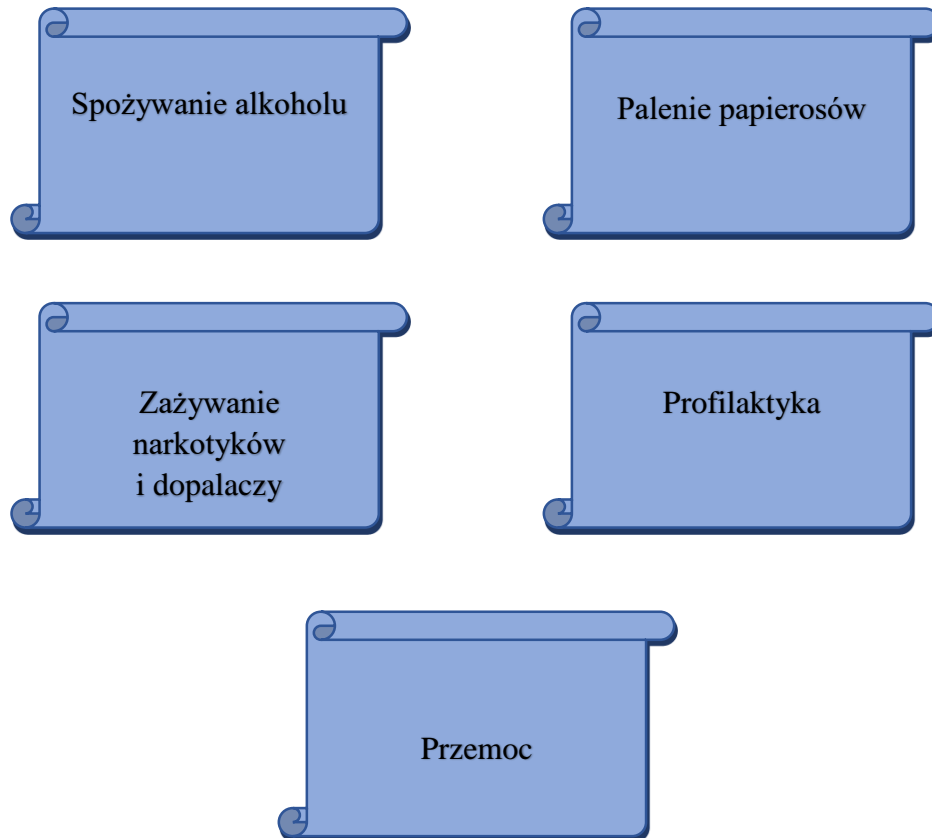 Spożywanie alkoholu
Palenie papierosów
Zażywanie
narkotyków
i dopalaczy
Profilaktyka
Przemoc